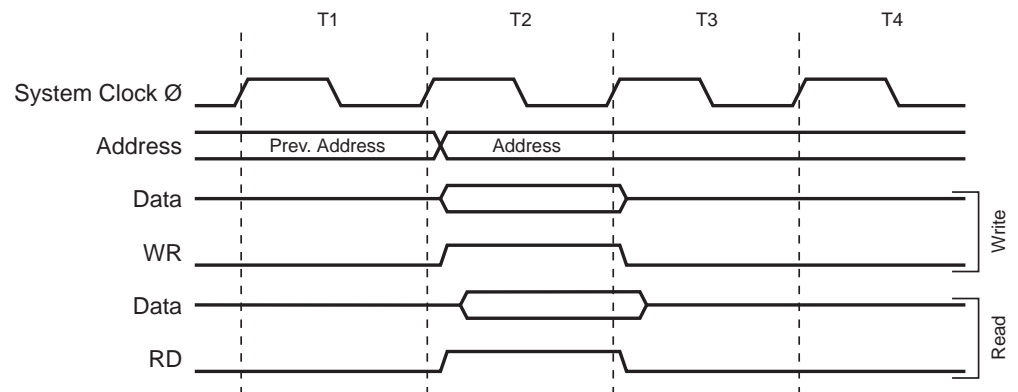 T1 T2 T3 T4
System Clock Ø
Address Prev. Address Address
Data
WR
Write
Data
RD
Read